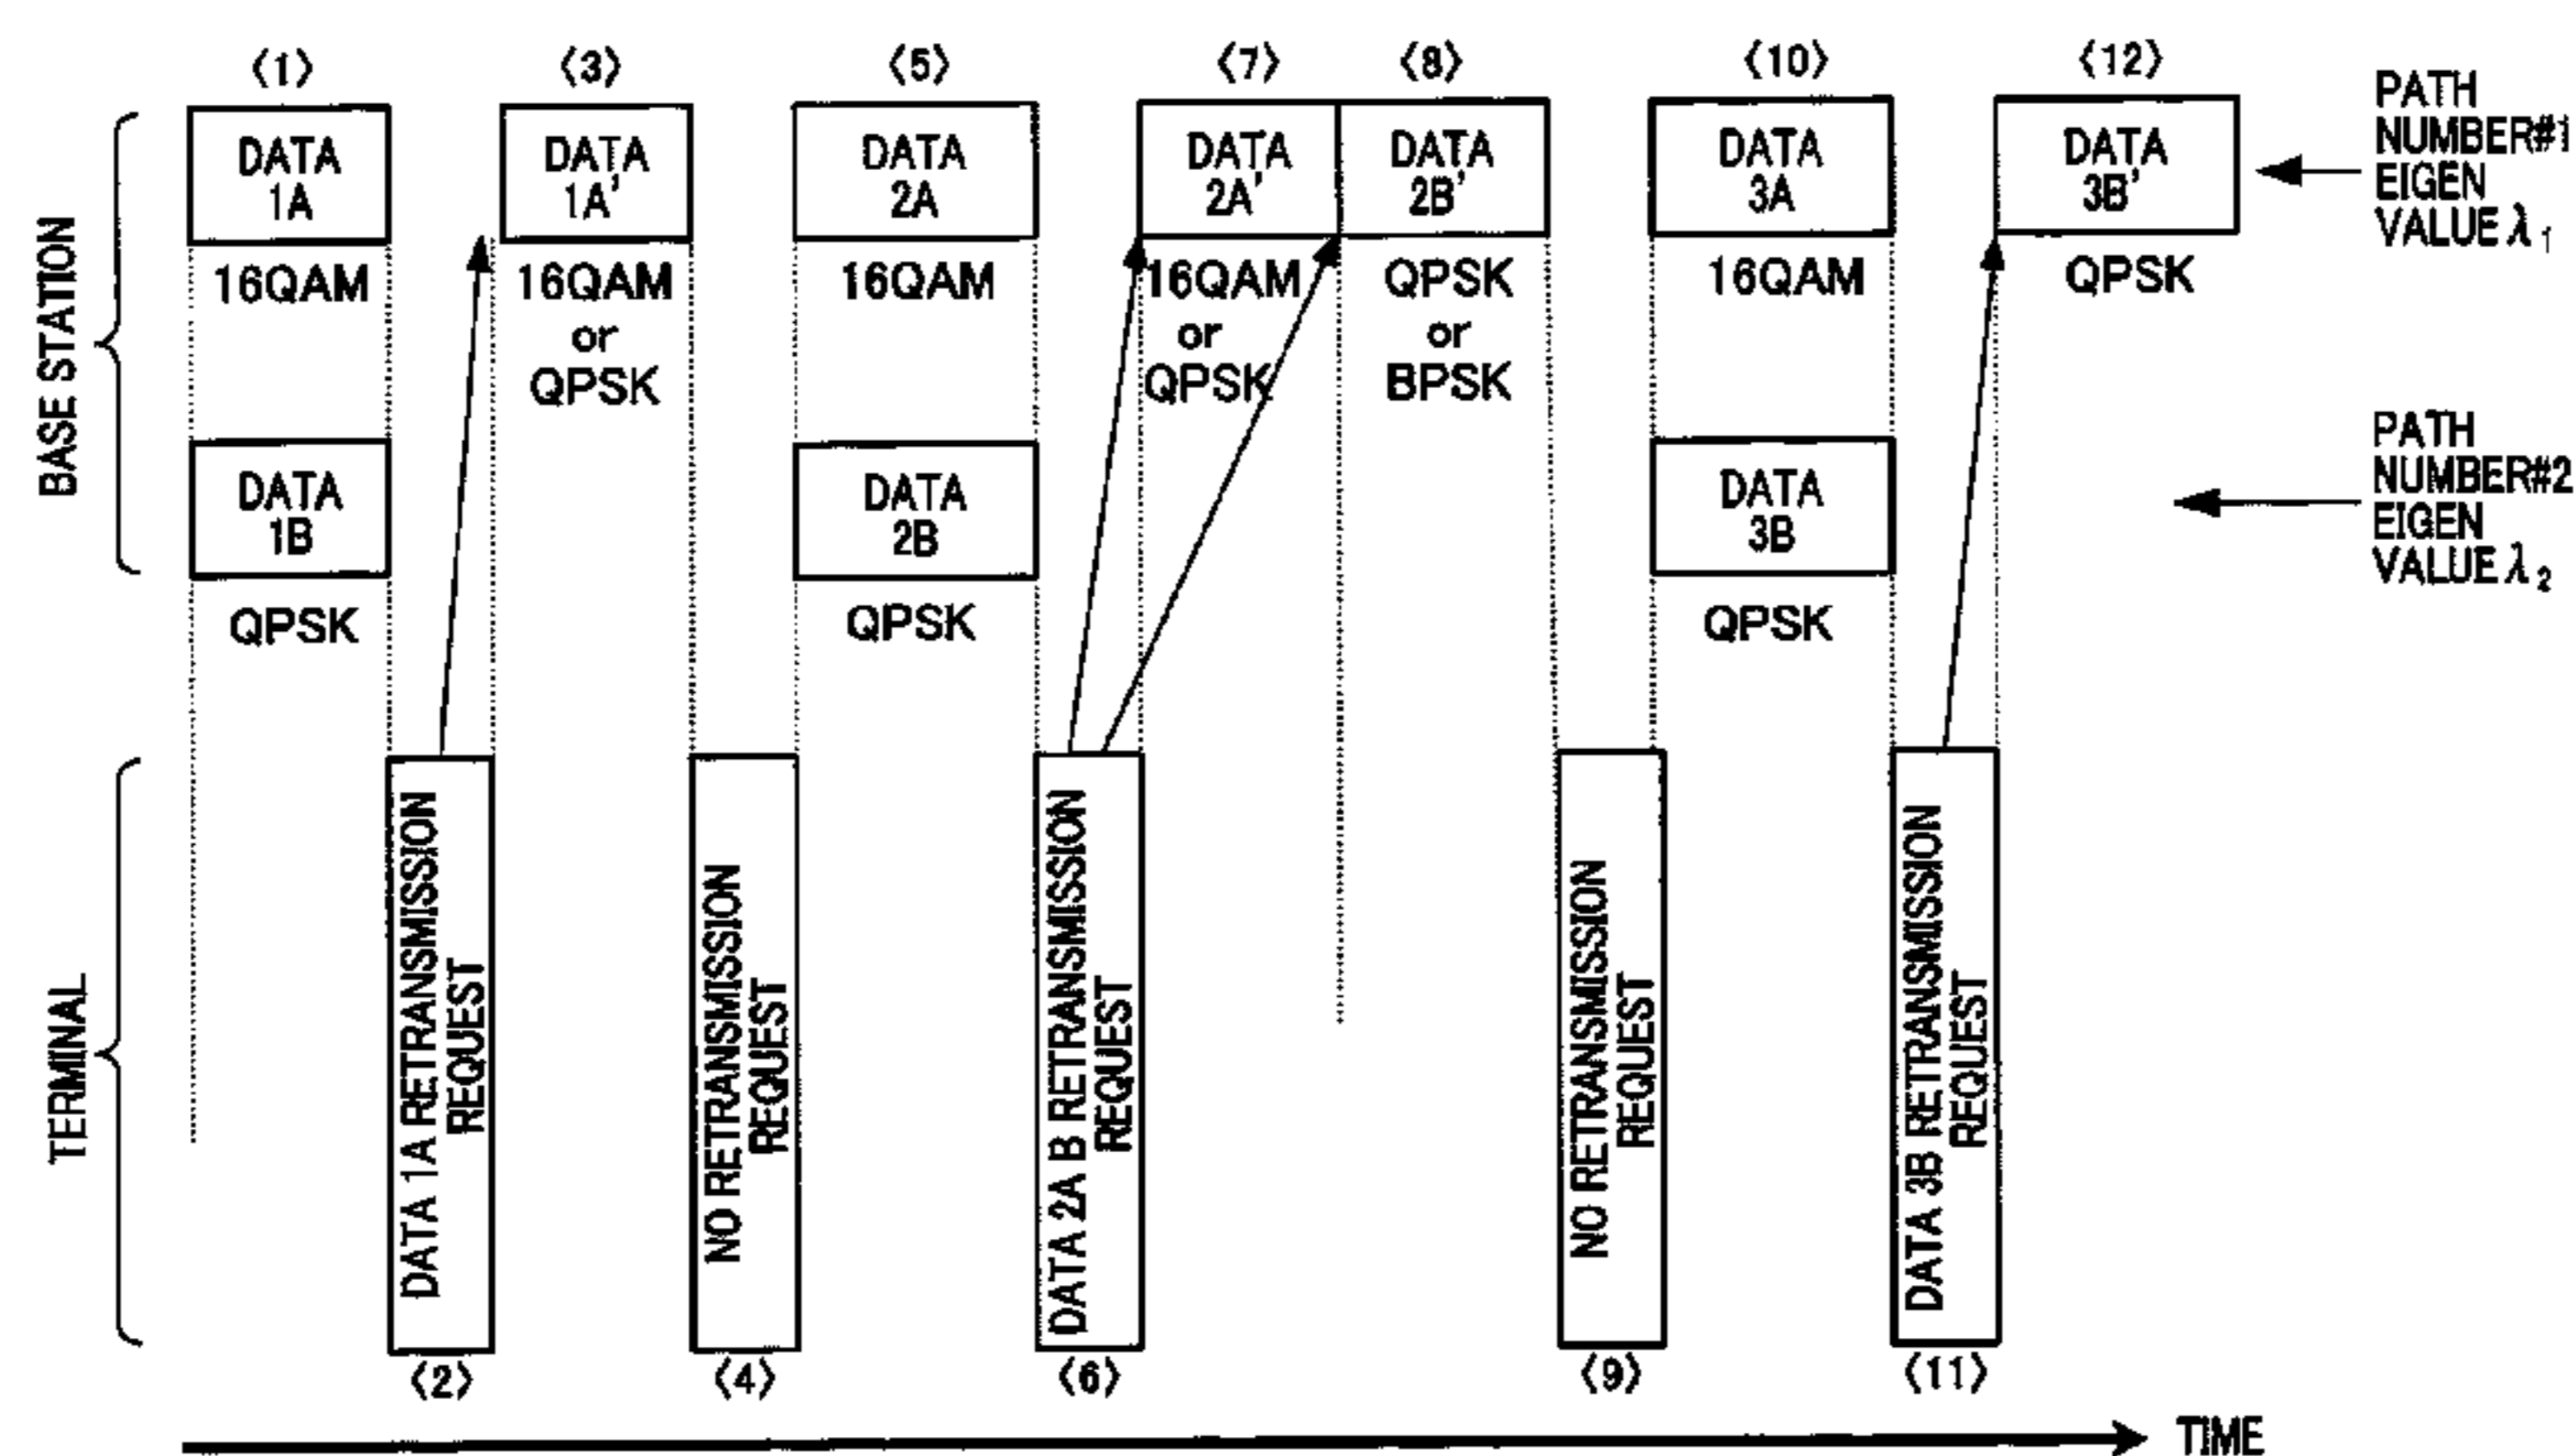 ⟨1⟩ ⟨3⟩ ⟨5⟩ ⟨7⟩ ⟨8⟩ ⟨10⟩ ⟨12⟩
BASE STATION
DATA
1A
16QAM
DATA
1A'
16QAM
or
QPSK
DATA
2A
16QAM
DATA
2A'
16QAM
or
QPSK
DATA
2B'
QPSK
or
BPSK
DATA
3A
16QAM
DATA
3B'
QPSK
PATH
NUMBER#1
EIGEN
VALUE λ1
DATA
1B
QPSK
DATA
2B
QPSK
DATA
3B
QPSK
PATH
NUMBER#2
EIGEN
VALUE λ2
TERMINAL
DATA 1A RETRANSMISSION
REQUEST
NO RETRANSMISSION
REQUEST
DATA 2A B RETRANSMISSION
REQUEST
NO RETRANSMISSION
REQUEST
DATA 3B RETRANSMISSION
REQUEST
⟨2⟩ ⟨4⟩ ⟨6⟩ ⟨9⟩ ⟨11⟩
TIME